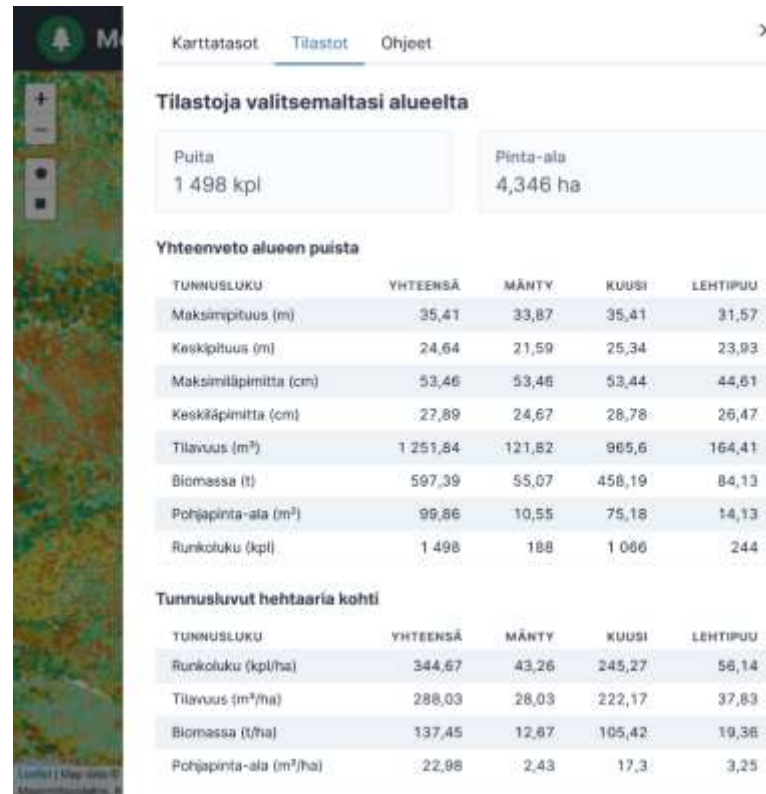 Karttatasot Tilastot Ohjeet
Tilastoja valitsemaltasi alueelta
Puita Pinta-ala
1 498 kpl 4,346 ha
Yhteenveto alueen puista
TUNNUSLUKU YHTEENSÄ MÄNTY KUUSI LEHTIPUU
Maksimipituus (m) 35,41 33,87 35,41 31,57
Keskipituus (m) 24,64 21,59 25,34 23,93
Maksimiläpimitta (cm) 53,46 53,46 53,44 44,61
Keskiläpimitta (cm) 27,89 24,67 28,78 26,47
Tilavuus (m³) 1 251,84 121,82 965,6 164,41
Biomassa (t) 597,39 55,07 458,19 84,13
Pohjapinta-ala (m²) 99,86 10,55 75,18 14,13
Runkoluku (kpl) 1 498 188 1 066 244
Tunnusluvut hehtaaria kohti
TUNNUSLUKU YHTEENSÄ MÄNTY KUUSI LEHTIPUU
Runkoluku (kpl/ha) 344,67 43,26 245,27 56,14
Tilavuus (m³/ha) 288,03 28,03 222,17 37,83
Biomassa (t/ha) 137,45 12,67 105,42 19,36
Pohjapinta-ala (m²/ha) 22,98 2,43 17,3 3,25
Leaflet | Map data ©